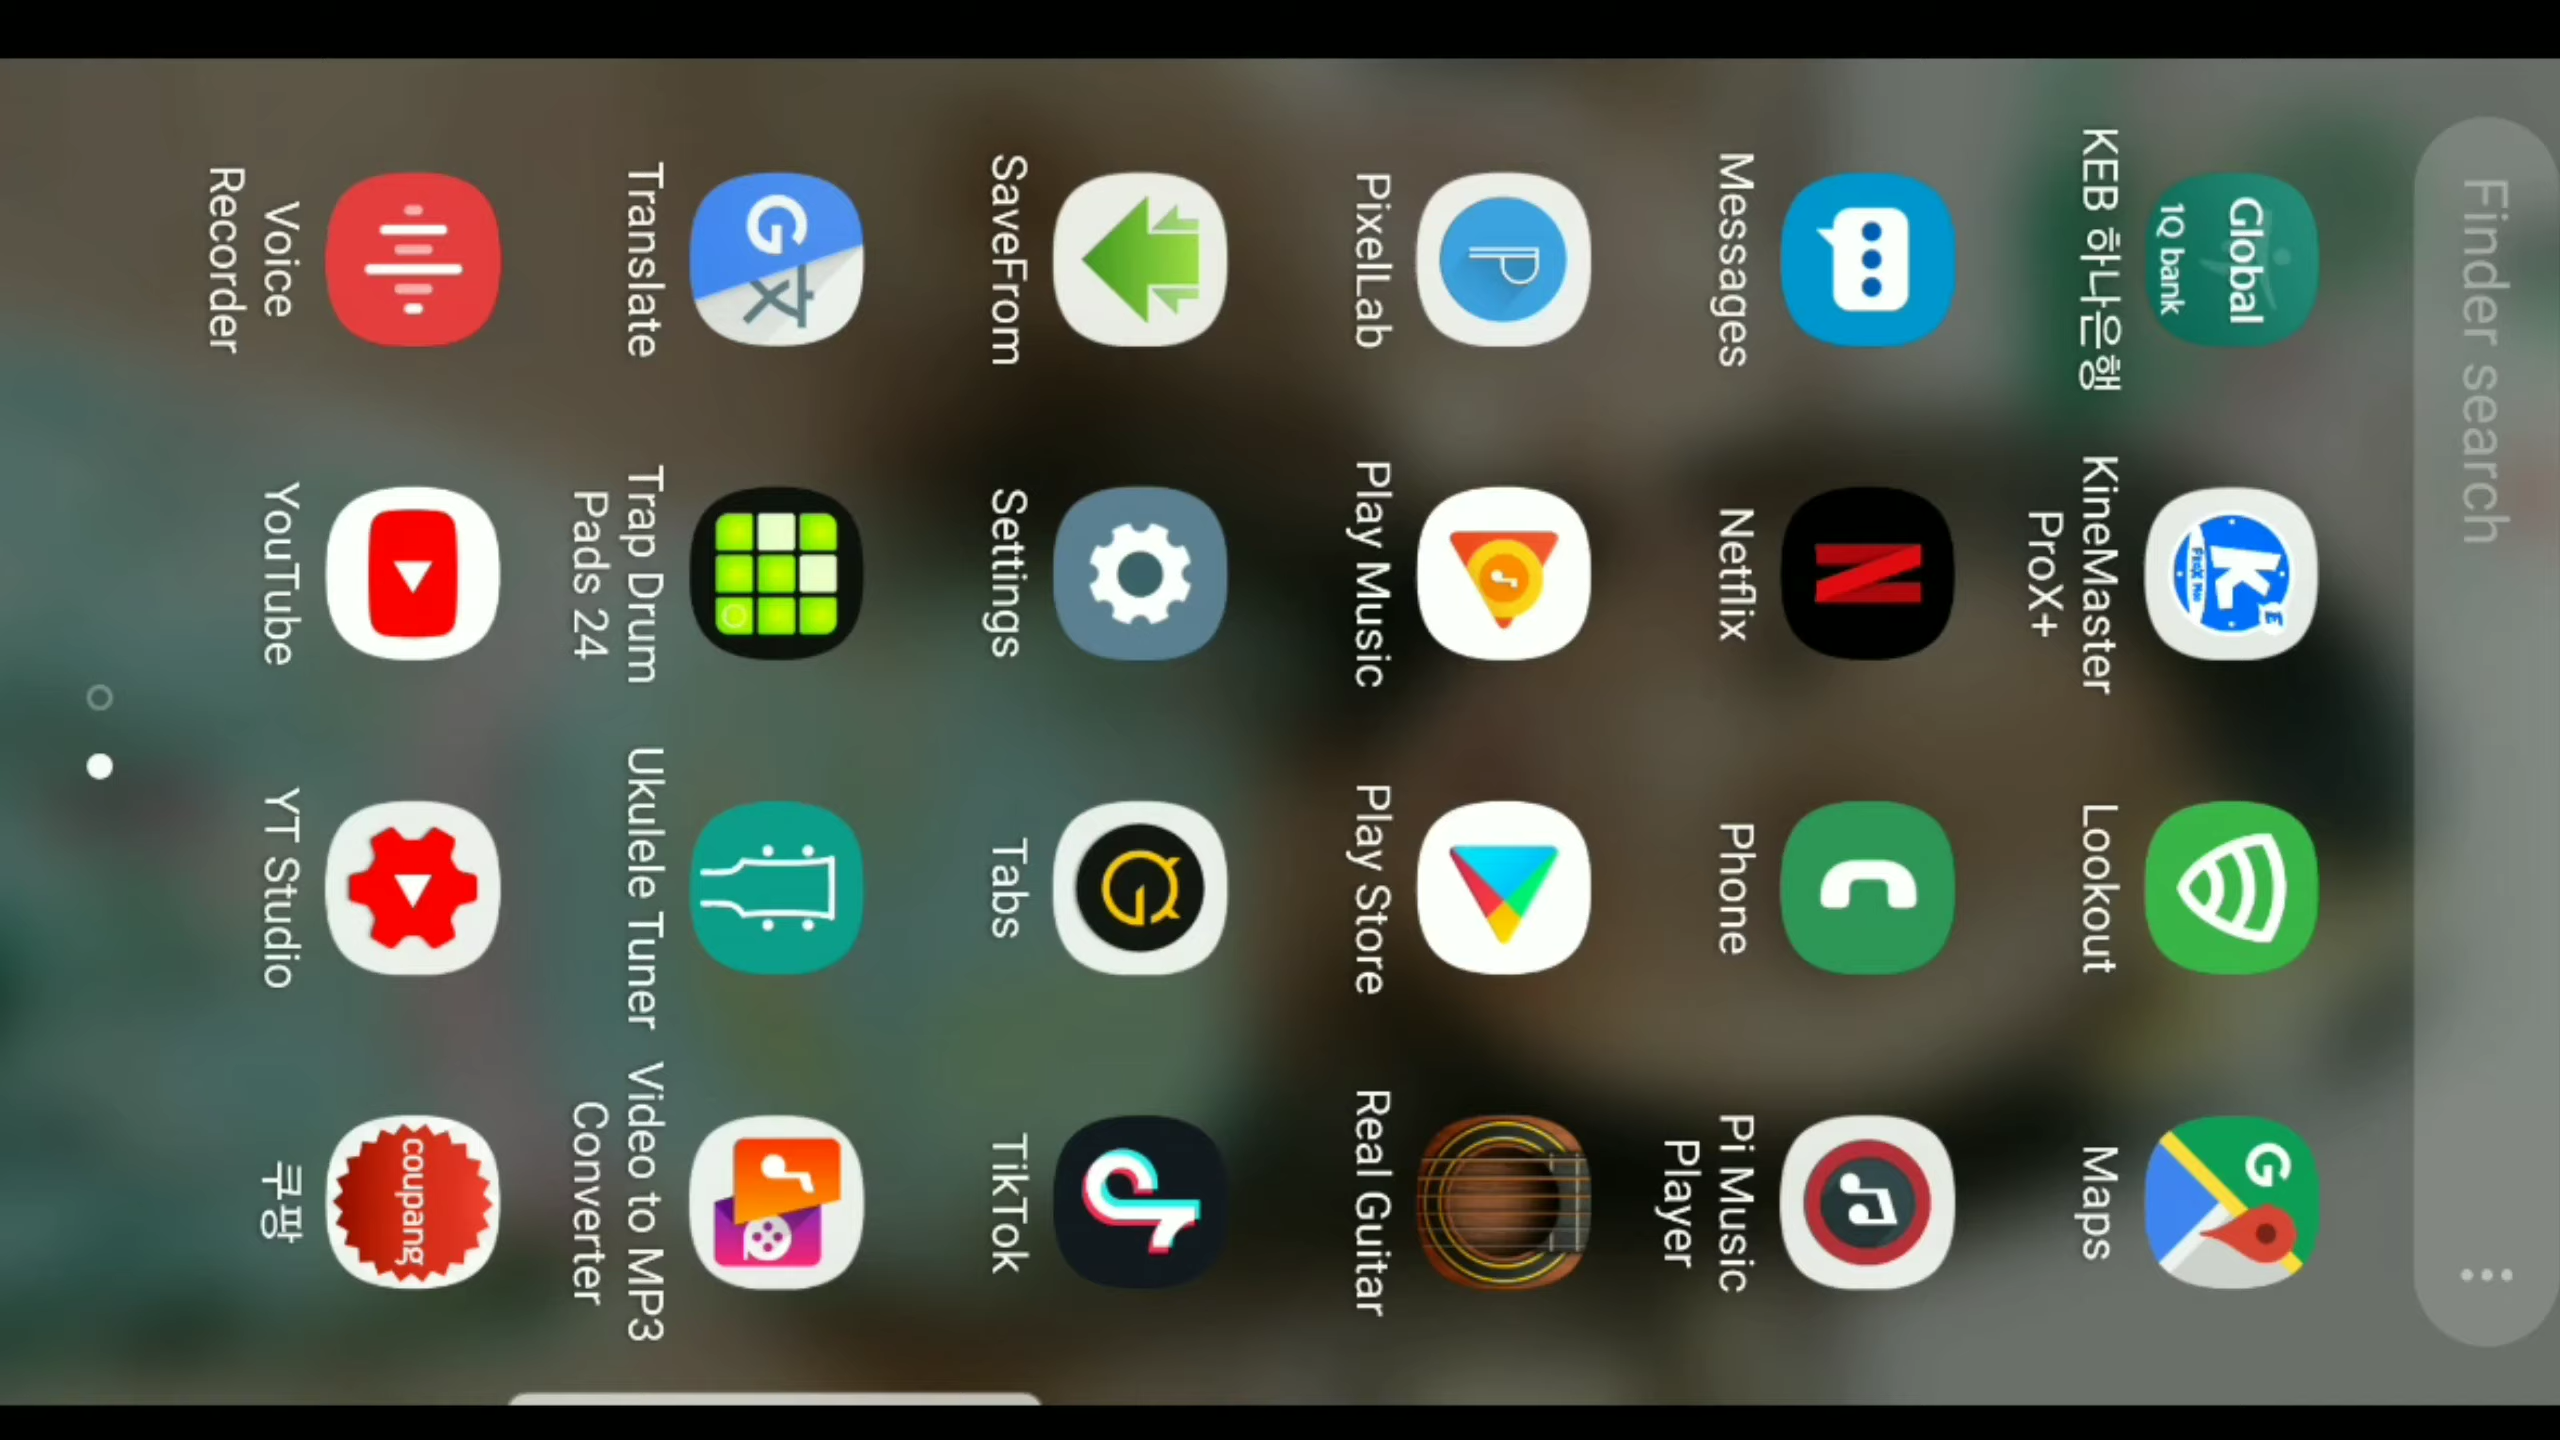 Finder search
Global
1Q bank
KEB 하나은행
KineMaster
ProX+
Lookout
Maps
Messages
Netflix
Phone
Pi Music
Player
PixelLab
Play Music
Play Store
Real Guitar
SaveFrom
Settings
Tabs
TikTok
Translate
Trap Drum
Pads 24
Ukulele Tuner
Video to MP3
Converter
Voice
Recorder
YouTube
YT Studio
coupang
쿠팡